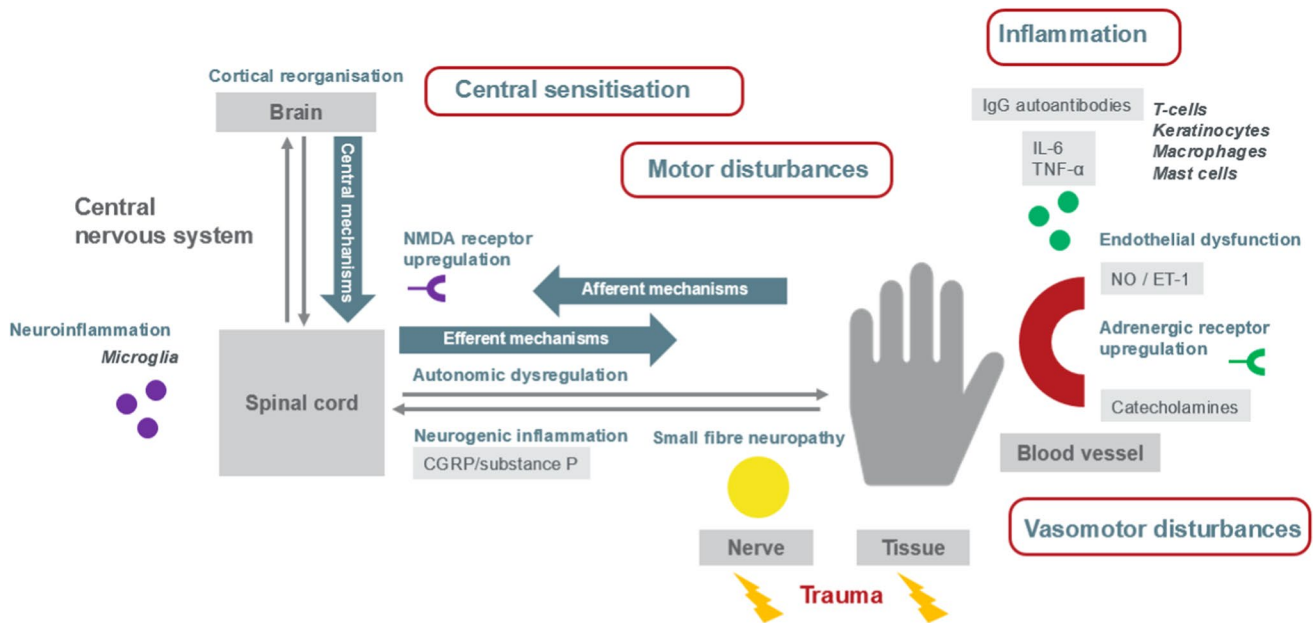 Inflammation
Cortical reorganisation
Central sensitisation
Brain
IgG autoantibodies
T-cells
Keratinocytes
Macrophages
Mast cells
IL-6
TNF-α
Motor disturbances
Central mechanisms
Central
nervous system
NMDA receptor
upregulation
Endothelial dysfunction
NO / ET-1
Afferent mechanisms
Neuroinflammation
Microglia
Efferent mechanisms
Adrenergic receptor
upregulation
Autonomic dysregulation
Spinal cord
Catecholamines
Neurogenic inflammation
CGRP/substance P
Small fibre neuropathy
Blood vessel
Vasomotor disturbances
Nerve
Tissue
Trauma